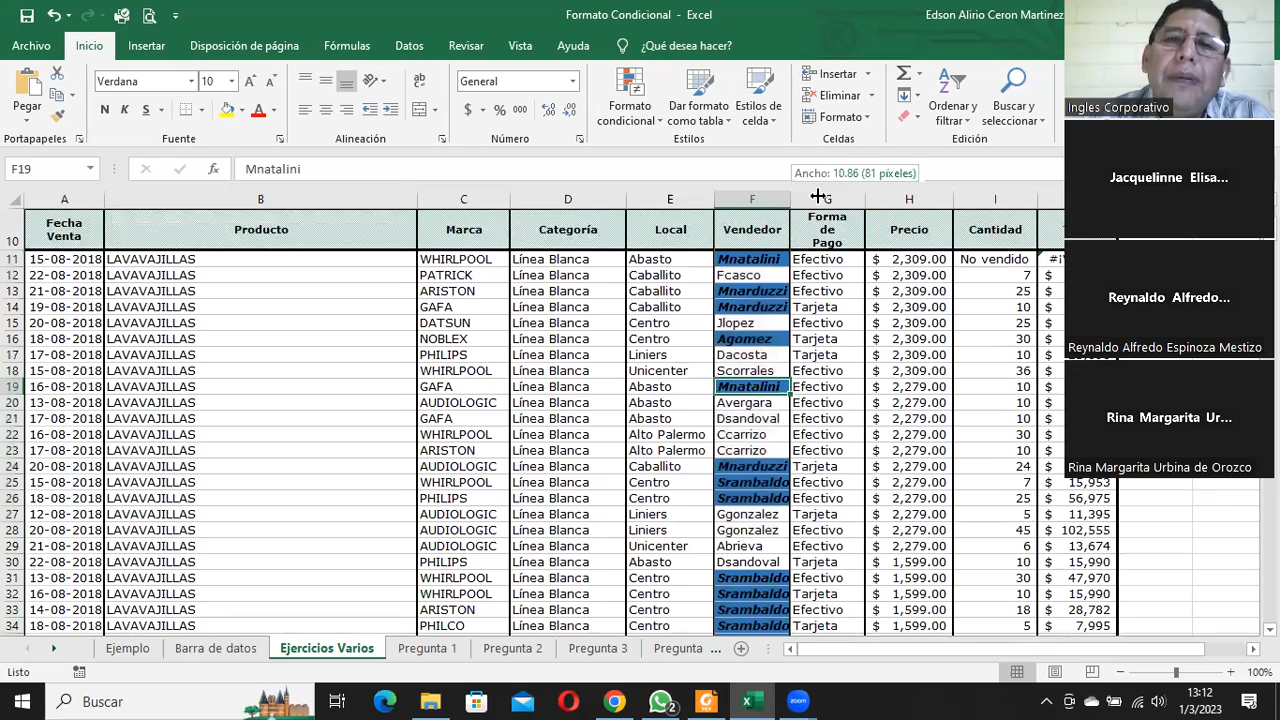 Formato Condicional - Excel
Edson Alirio Ceron Martinez
Archivo Inicio Insertar Disposición de página Fórmulas Datos Revisar Vista Ayuda ¿Qué desea hacer?
Pegar
Verdana 10
N K S
General
$ % 000
Formato condicional
Dar formato como tabla
Estilos de celda
Insertar
Eliminar
Formato
Ordenar y filtrar
Buscar y seleccionar
Portapapeles Fuente Alineación Número Estilos Celdas Edición
F19 Mnatalini
Ancho: 10.86 (81 píxeles)
A B C D E F G H I
10 Fecha Venta Producto Marca Categoría Local Vendedor Forma de Pago Precio Cantidad
11 15-08-2018 LAVAVAJILLAS WHIRLPOOL Línea Blanca Abasto Mnatalini Efectivo $ 2,309.00 No vendido
12 22-08-2018 LAVAVAJILLAS PATRICK Línea Blanca Caballito Fcasco Efectivo $ 2,309.00 7 $
13 21-08-2018 LAVAVAJILLAS ARISTON Línea Blanca Caballito Mnarduzzi Efectivo $ 2,309.00 25 $
14 19-08-2018 LAVAVAJILLAS GAFA Línea Blanca Caballito Mnarduzzi Tarjeta $ 2,309.00 10 $
15 20-08-2018 LAVAVAJILLAS DATSUN Línea Blanca Centro Jlopez Efectivo $ 2,309.00 25 $
16 18-08-2018 LAVAVAJILLAS NOBLEX Línea Blanca Centro Agomez Tarjeta $ 2,309.00 30 $
17 17-08-2018 LAVAVAJILLAS PHILIPS Línea Blanca Liniers Dacosta Tarjeta $ 2,309.00 10 $
18 15-08-2018 LAVAVAJILLAS WHIRLPOOL Línea Blanca Unicenter Scorrales Efectivo $ 2,309.00 36 $
19 16-08-2018 LAVAVAJILLAS GAFA Línea Blanca Abasto Mnatalini Efectivo $ 2,279.00 10 $
20 13-08-2018 LAVAVAJILLAS AUDIOLOGIC Línea Blanca Abasto Avergara Efectivo $ 2,279.00 10 $
21 17-08-2018 LAVAVAJILLAS GAFA Línea Blanca Abasto Dsandoval Efectivo $ 2,279.00 10 $
22 16-08-2018 LAVAVAJILLAS WHIRLPOOL Línea Blanca Alto Palermo Ccarrizo Efectivo $ 2,279.00 30 $
23 17-08-2018 LAVAVAJILLAS ARISTON Línea Blanca Alto Palermo Ccarrizo Efectivo $ 2,279.00 10 $
24 20-08-2018 LAVAVAJILLAS AUDIOLOGIC Línea Blanca Caballito Mnarduzzi Tarjeta $ 2,279.00 24 $
25 15-08-2018 LAVAVAJILLAS WHIRLPOOL Línea Blanca Centro Srambaldo Efectivo $ 2,279.00 7 $ 15,953
26 18-08-2018 LAVAVAJILLAS PHILIPS Línea Blanca Centro Srambaldo Efectivo $ 2,279.00 25 $ 56,975
27 12-08-2018 LAVAVAJILLAS AUDIOLOGIC Línea Blanca Liniers Ggonzalez Tarjeta $ 2,279.00 5 $ 11,395
28 20-08-2018 LAVAVAJILLAS AUDIOLOGIC Línea Blanca Liniers Ggonzalez Efectivo $ 2,279.00 45 $ 102,555
29 21-08-2018 LAVAVAJILLAS AUDIOLOGIC Línea Blanca Unicenter Abrieva Efectivo $ 2,279.00 6 $ 13,674
30 22-08-2018 LAVAVAJILLAS PHILIPS Línea Blanca Abasto Dsandoval Tarjeta $ 1,599.00 10 $ 15,990
31 13-08-2018 LAVAVAJILLAS WHIRLPOOL Línea Blanca Centro Srambaldo Efectivo $ 1,599.00 30 $ 47,970
32 16-08-2018 LAVAVAJILLAS WHIRLPOOL Línea Blanca Centro Srambaldo Tarjeta $ 1,599.00 10 $ 15,990
33 14-08-2018 LAVAVAJILLAS ARISTON Línea Blanca Centro Srambaldo Efectivo $ 1,599.00 18 $ 28,782
34 18-08-2018 LAVAVAJILLAS PHILCO Línea Blanca Centro Srambaldo Tarjeta $ 1,599.00 5 $ 7,995
Ejemplo Barra de datos Ejercicios Varios Pregunta 1 Pregunta 2 Pregunta 3 Pregunta ...
Listo 100%
Buscar
13:12
1/3/2023
Ingles Corporativo
Jacquelinne Elisa...
Reynaldo Alfredo...
Reynaldo Alfredo Espinoza Mestizo
Rina Margarita Ur...
Rina Margarita Urbina de Orozco